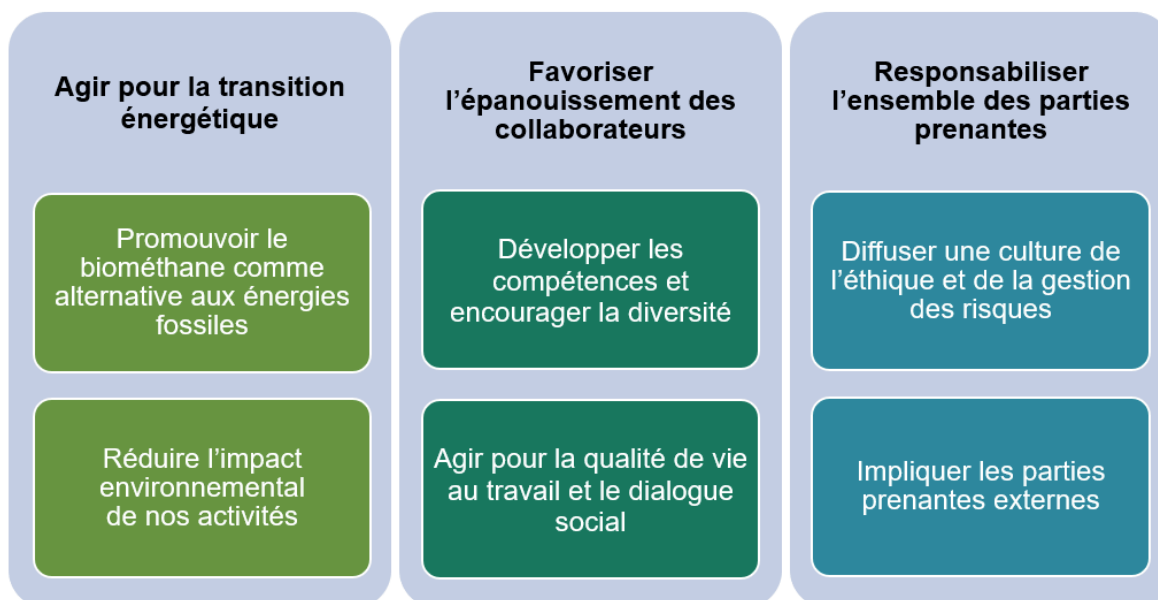 Agir pour la transition
énergétique
Promouvoir le
biométhane comme
alternative aux énergies
fossiles
Réduire l’impact
environnemental
de nos activités
Favoriser
l’épanouissement des
collaborateurs
Développer les
compétences et
encourager la diversité
Agir pour la qualité de vie
au travail et le dialogue
social
Responsabiliser
l’ensemble des parties
prenantes
Diffuser une culture de
l’éthique et de la gestion
des risques
Impliquer les parties
prenantes externes